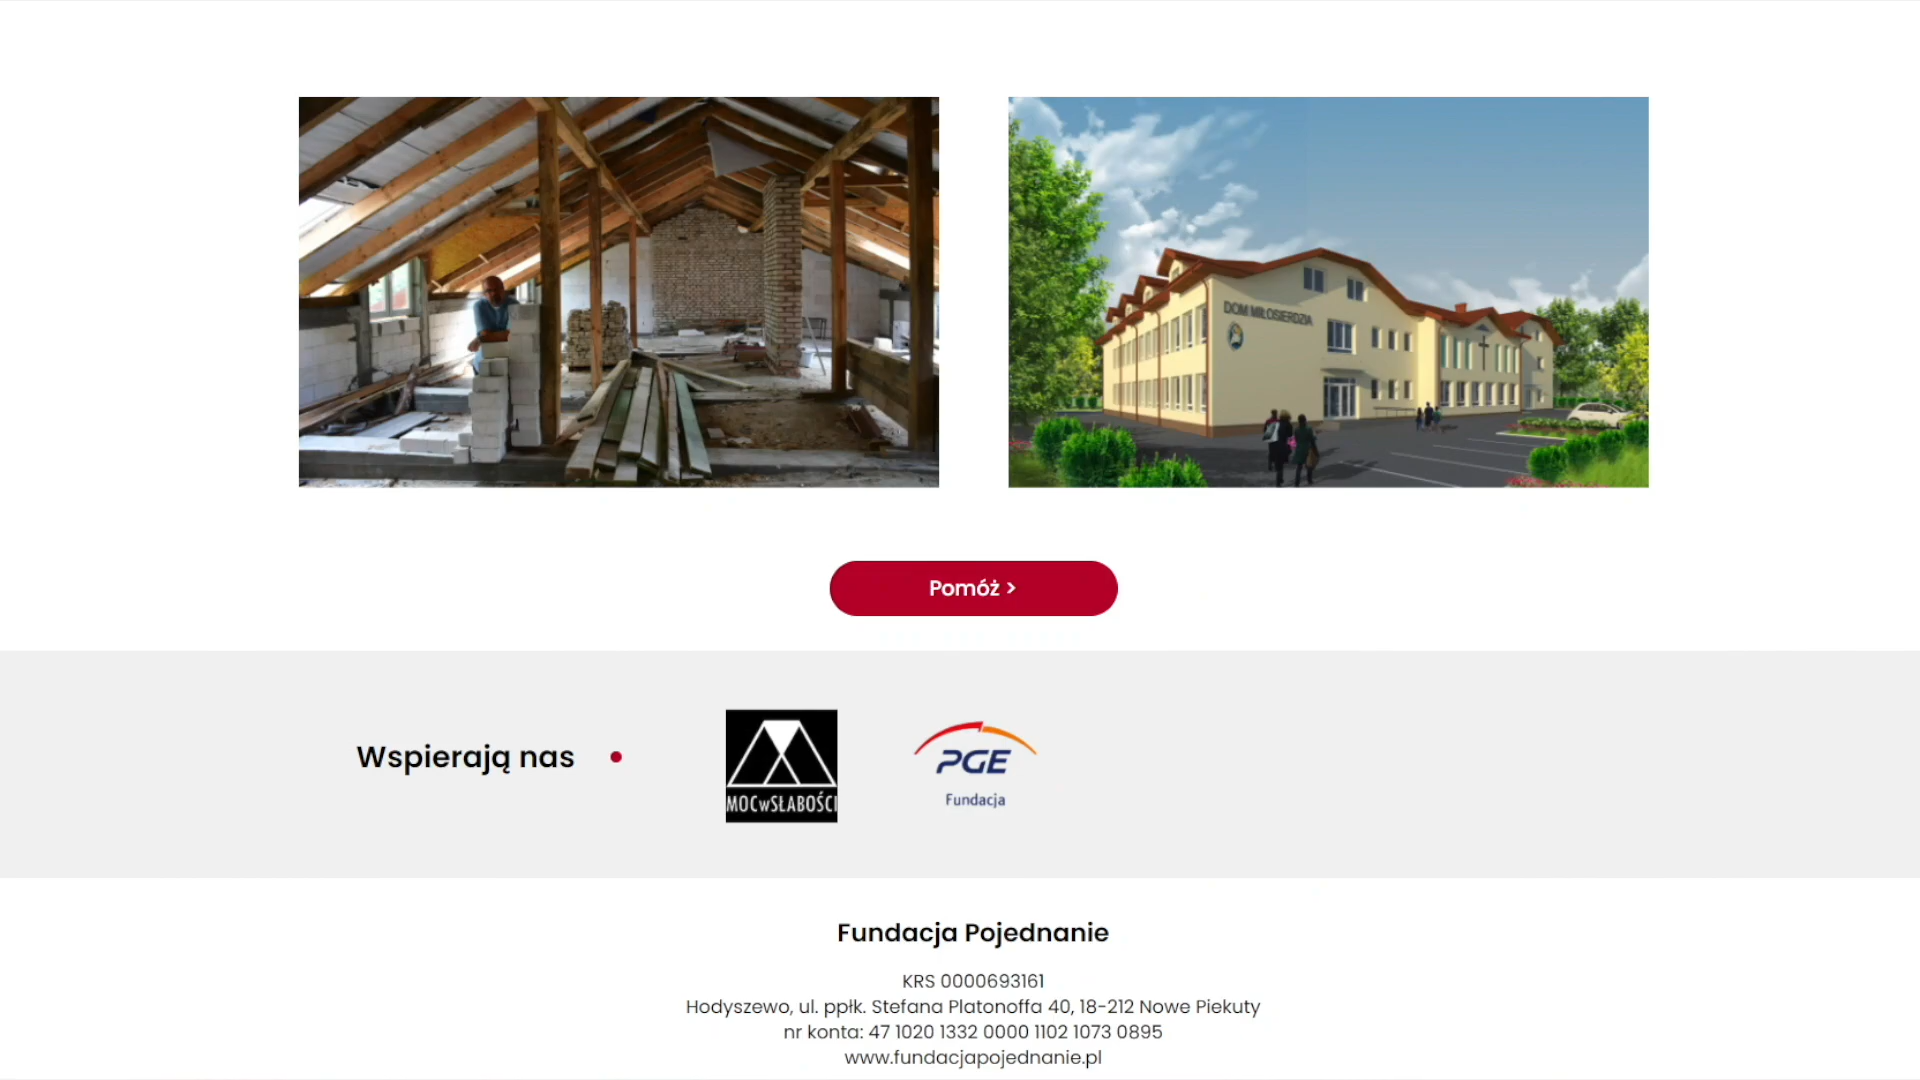 DOM MIŁOSIERDZIA
Pomóż >
Wspierają nas
MOCwSŁABOŚCI
PGE
Fundacja
Fundacja Pojednanie
KRS 0000693161
Hodyszewo, ul. ppłk. Stefana Platonoffa 40, 18-212 Nowe Piekuty
nr konta: 47 1020 1332 0000 1102 1073 0895
www.fundacjapojednanie.pl